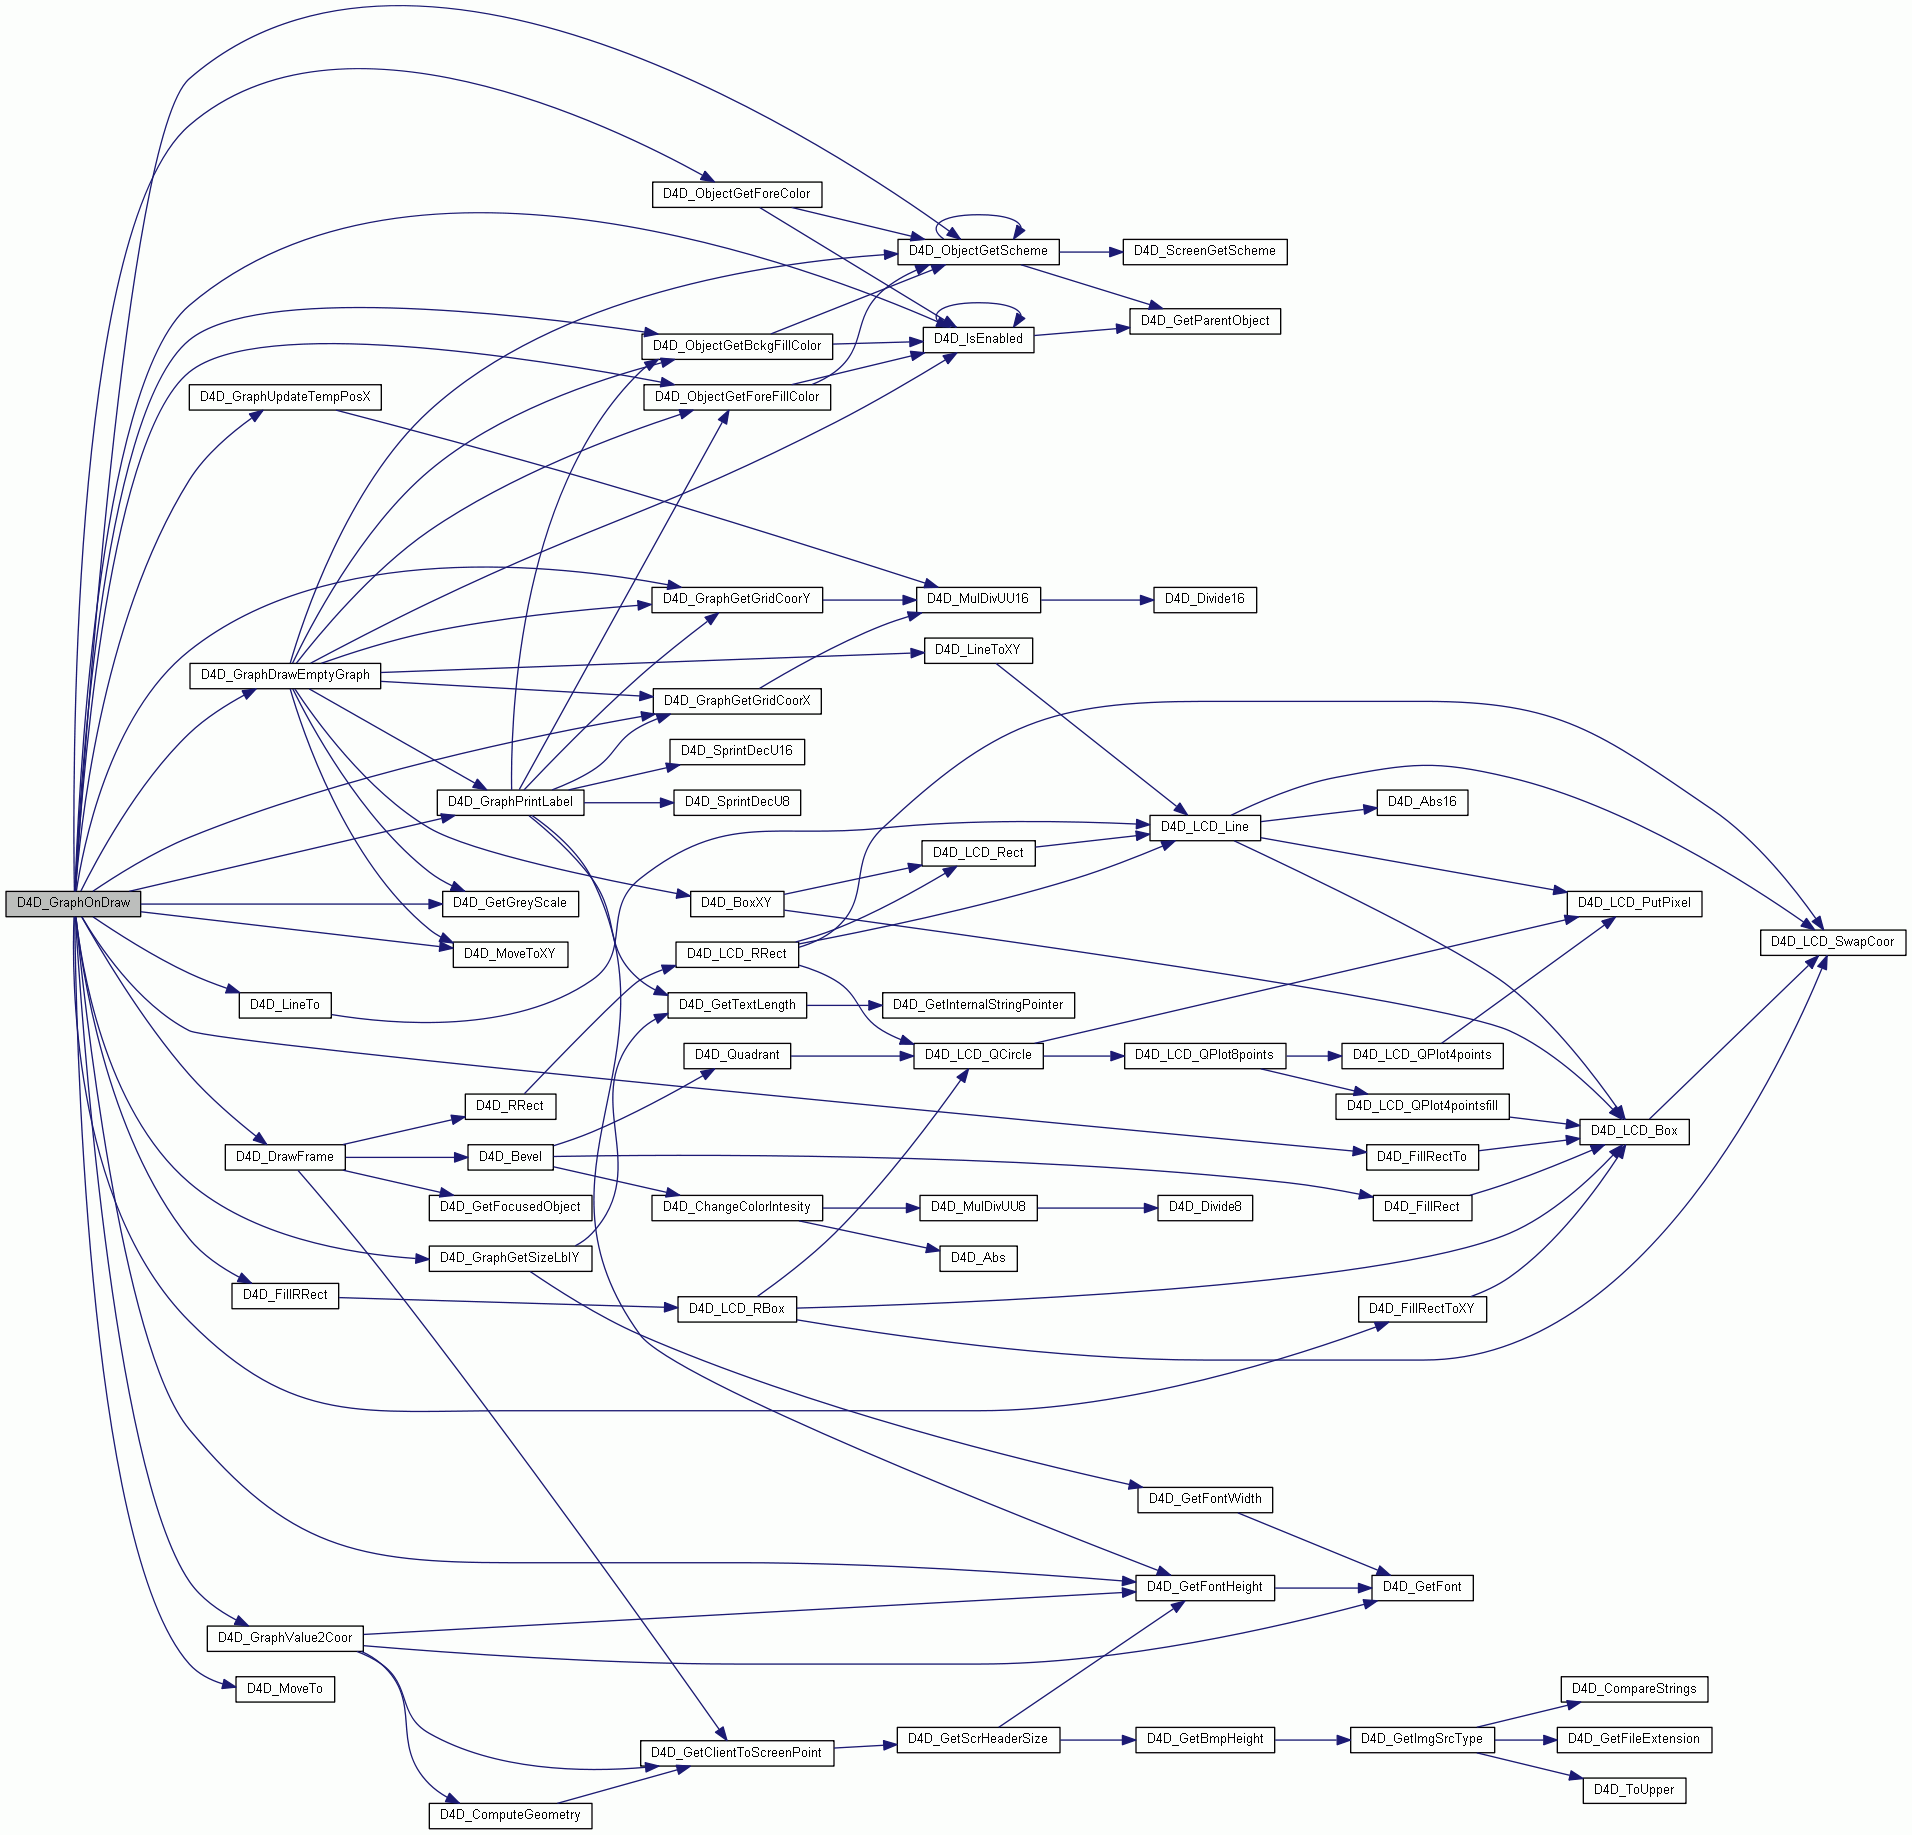 D4D_ObjectGetForeColor
D4D_ObjectGetScheme
D4D_ScreenGetScheme
D4D_GetParentObject
D4D_IsEnabled
D4D_ObjectGetBckgFillColor
D4D_GraphUpdateTempPosX
D4D_ObjectGetForeFillColor
D4D_GraphGetGridCoorY
D4D_MulDivUU16
D4D_Divide16
D4D_LineToXY
D4D_GraphDrawEmptyGraph
D4D_GraphGetGridCoorX
D4D_SprintDecU16
D4D_GraphPrintLabel
D4D_SprintDecU8
D4D_Abs16
D4D_LCD_Line
D4D_LCD_Rect
D4D_GraphOnDraw
D4D_GetGreyScale
D4D_BoxXY
D4D_LCD_PutPixel
D4D_MoveToXY
D4D_LCD_RRect
D4D_LCD_SwapCoor
D4D_LineTo
D4D_GetTextLength
D4D_GetInternalStringPointer
D4D_Quadrant
D4D_LCD_QCircle
D4D_LCD_QPlot8points
D4D_LCD_QPlot4points
D4D_RRect
D4D_LCD_QPlot4pointsfill
D4D_LCD_Box
D4D_DrawFrame
D4D_Bevel
D4D_FillRectTo
D4D_GetFocusedObject
D4D_ChangeColorIntesity
D4D_MulDivUU8
D4D_Divide8
D4D_FillRect
D4D_GraphGetSizeLblY
D4D_Abs
D4D_FillRRect
D4D_LCD_RBox
D4D_FillRectToXY
D4D_GetFontWidth
D4D_GetFontHeight
D4D_GetFont
D4D_GraphValue2Coor
D4D_MoveTo
D4D_CompareStrings
D4D_GetClientToScreenPoint
D4D_GetScrHeaderSize
D4D_GetBmpHeight
D4D_GetImgSrcType
D4D_GetFileExtension
D4D_ToUpper
D4D_ComputeGeometry